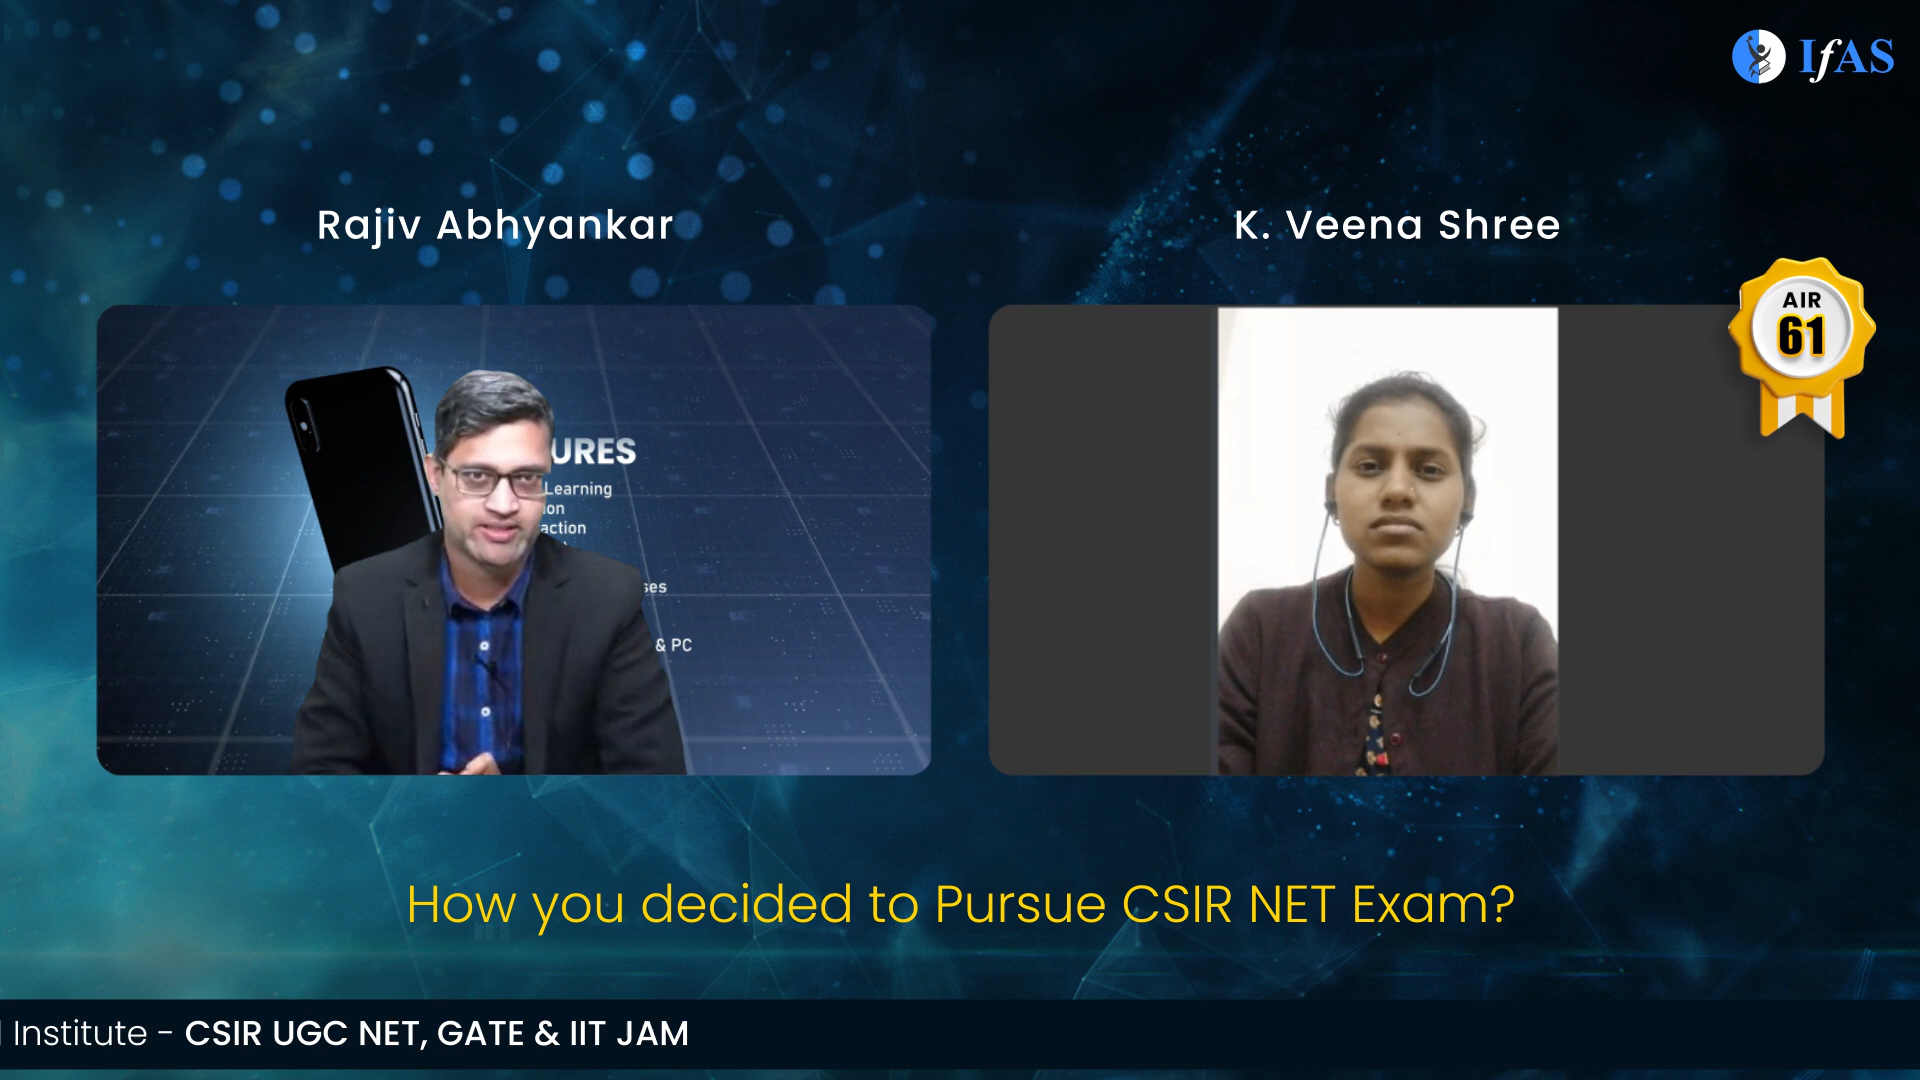 IfAS
Rajiv Abhyankar
K. Veena Shree
AIR
61
URES
Learning
ion
action
ses
& PC
How you decided to Pursue CSIR NET Exam?
Institute - CSIR UGC NET, GATE & IIT JAM